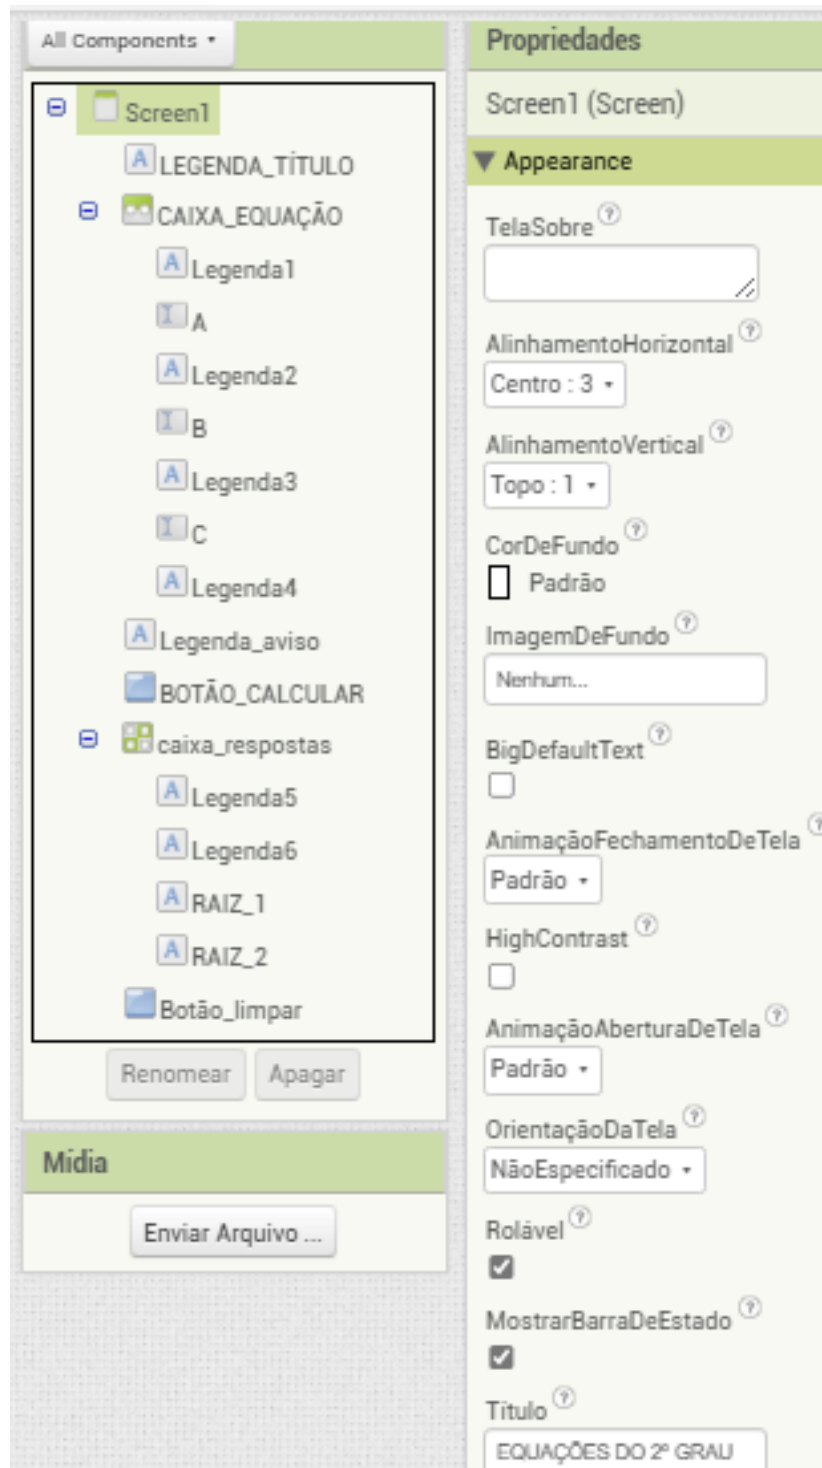 All Components
Screen1
LEGENDA_TÍTULO
CAIXA_EQUAÇÃO
Legenda1
A
Legenda2
B
Legenda3
C
Legenda4
Legenda_aviso
BOTÃO_CALCULAR
caixa_respostas
Legenda5
Legenda6
RAIZ_1
RAIZ_2
Botão_limpar
Renomear Apagar
Mídia
Enviar Arquivo ...
Propriedades
Screen1 (Screen)
Appearance
TelaSobre ?
AlinhamentoHorizontal ?
Centro : 3
AlinhamentoVertical ?
Topo : 1
CorDeFundo ?
Padrão
ImagemDeFundo ?
Nenhum...
BigDefaultText ?
AnimaçãoFechamentoDeTela ?
Padrão
HighContrast ?
AnimaçãoAberturaDeTela ?
Padrão
OrientaçãoDaTela ?
NãoEspecificado
Rolável ?
MostrarBarraDeEstado ?
Título ?
EQUAÇÕES DO 2º GRAU